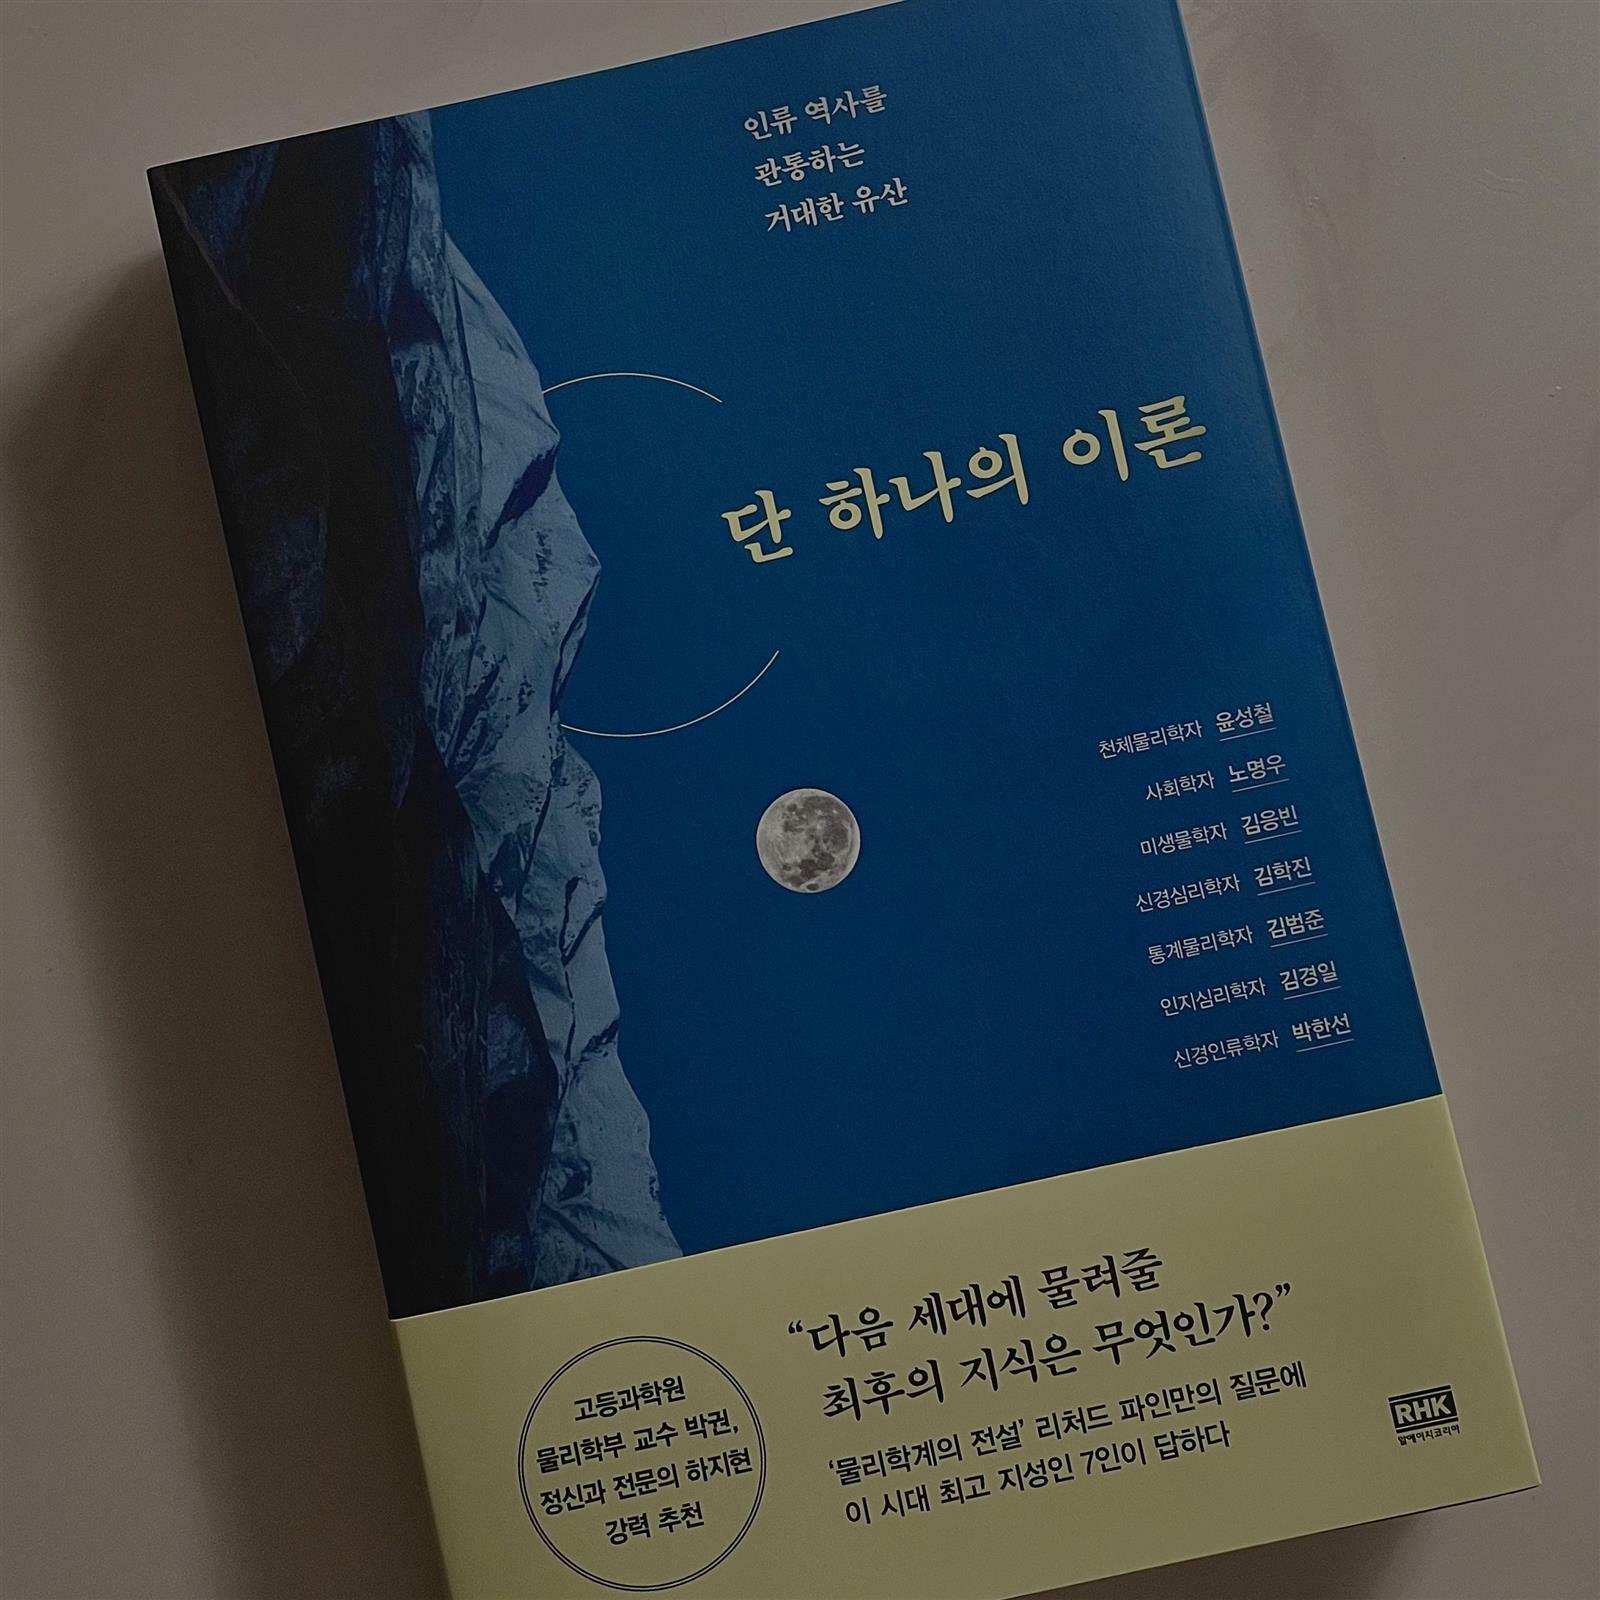 인류 역사를
관통하는
거대한 유산
단 하나의 이론
천체물리학자 윤성철
사회학자 노명우
미생물학자 김응빈
신경심리학자 김학진
통계물리학자 김범준
인지심리학자 김경일
신경인류학자 박한선
“다음 세대에 물려줄
최후의 지식은 무엇인가?”
‘물리학계의 전설’ 리처드 파인만의 질문에
이 시대 최고 지성인 7인이 답하다
고등과학원
물리학부 교수 박권,
정신과 전문의 하지현
강력 추천
RHK
알에이치코리아